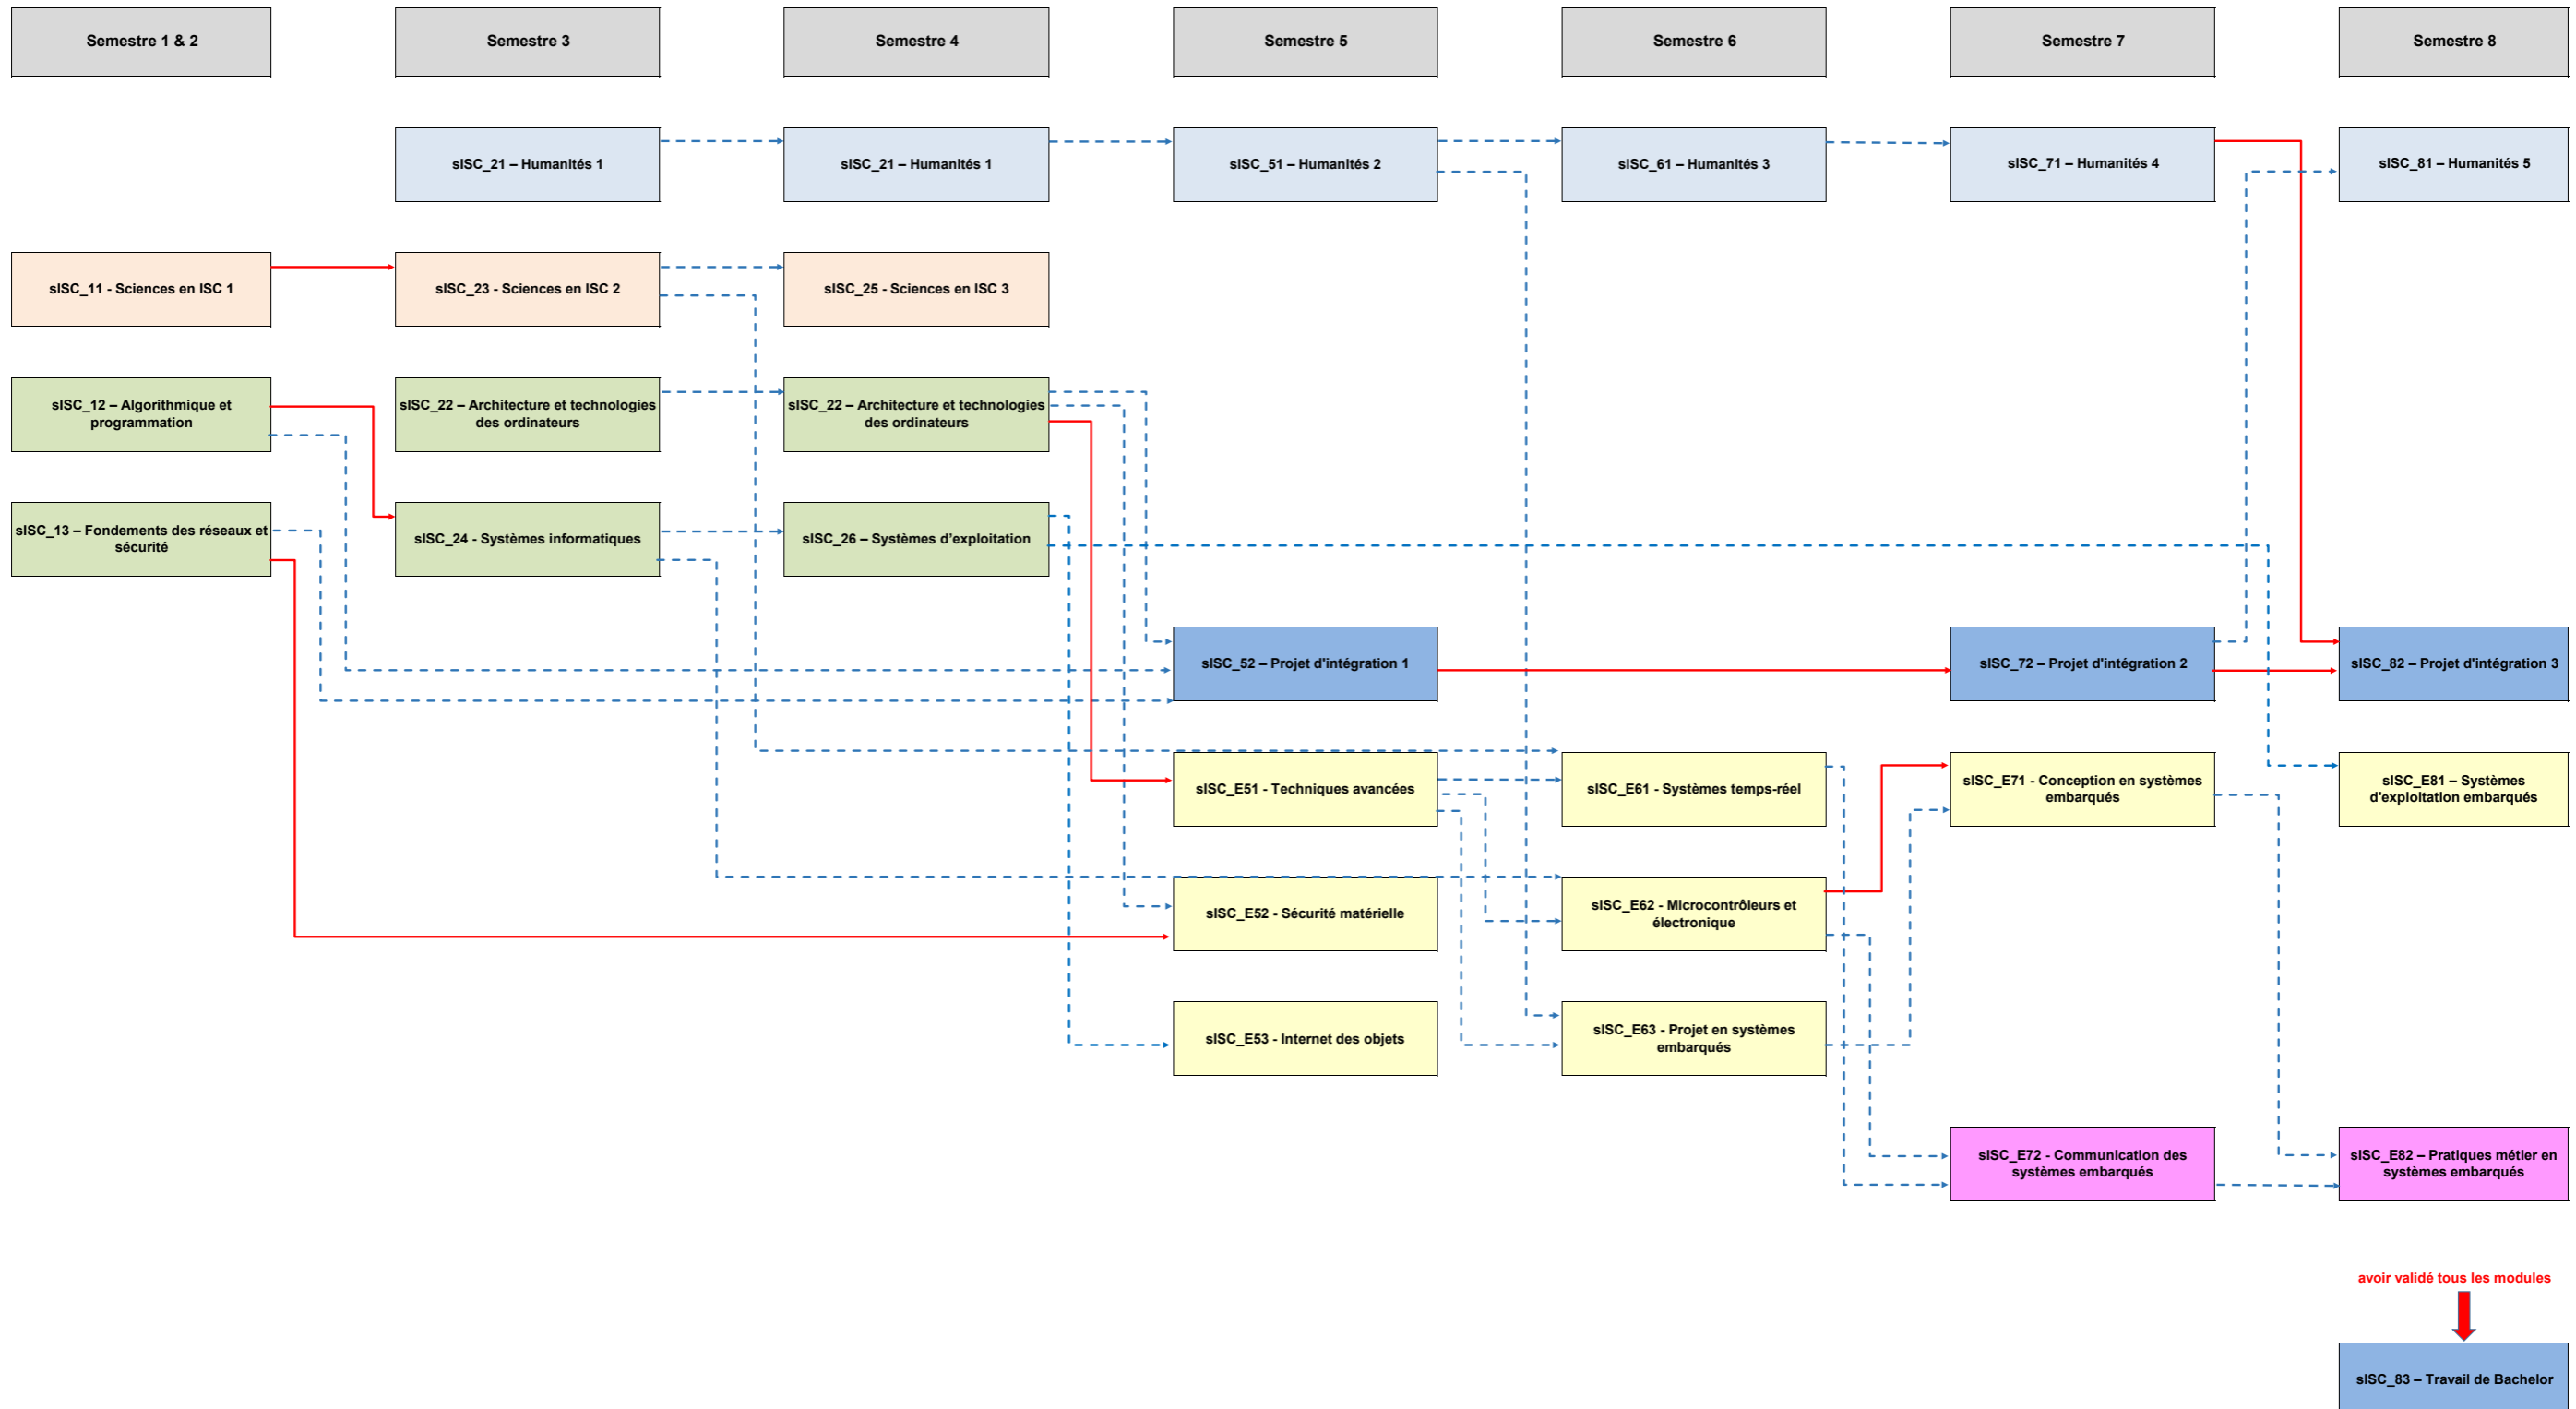 Semestre 1 & 2
Semestre 3
Semestre 4
Semestre 5
Semestre 6
Semestre 7
Semestre 8
sISC_21 – Humanités 1
sISC_21 – Humanités 1
sISC_51 – Humanités 2
sISC_61 – Humanités 3
sISC_71 – Humanités 4
sISC_81 – Humanités 5
sISC_11 - Sciences en ISC 1
sISC_23 - Sciences en ISC 2
sISC_25 - Sciences en ISC 3
sISC_12 – Algorithmique et
programmation
sISC_22 – Architecture et technologies
des ordinateurs
sISC_22 – Architecture et technologies
des ordinateurs
sISC_13 – Fondements des réseaux et
sécurité
sISC_24 - Systèmes informatiques
sISC_26 – Systèmes d'exploitation
sISC_52 – Projet d'intégration 1
sISC_72 – Projet d'intégration 2
sISC_82 – Projet d'intégration 3
sISC_E51 - Techniques avancées
sISC_E61 - Systèmes temps-réel
sISC_E71 - Conception en systèmes
embarqués
sISC_E81 – Systèmes
d'exploitation embarqués
sISC_E52 - Sécurité matérielle
sISC_E62 - Microcontrôleurs et
électronique
sISC_E53 - Internet des objets
sISC_E63 - Projet en systèmes
embarqués
sISC_E72 - Communication des
systèmes embarqués
sISC_E82 – Pratiques métier en
systèmes embarqués
avoir validé tous les modules
sISC_83 – Travail de Bachelor